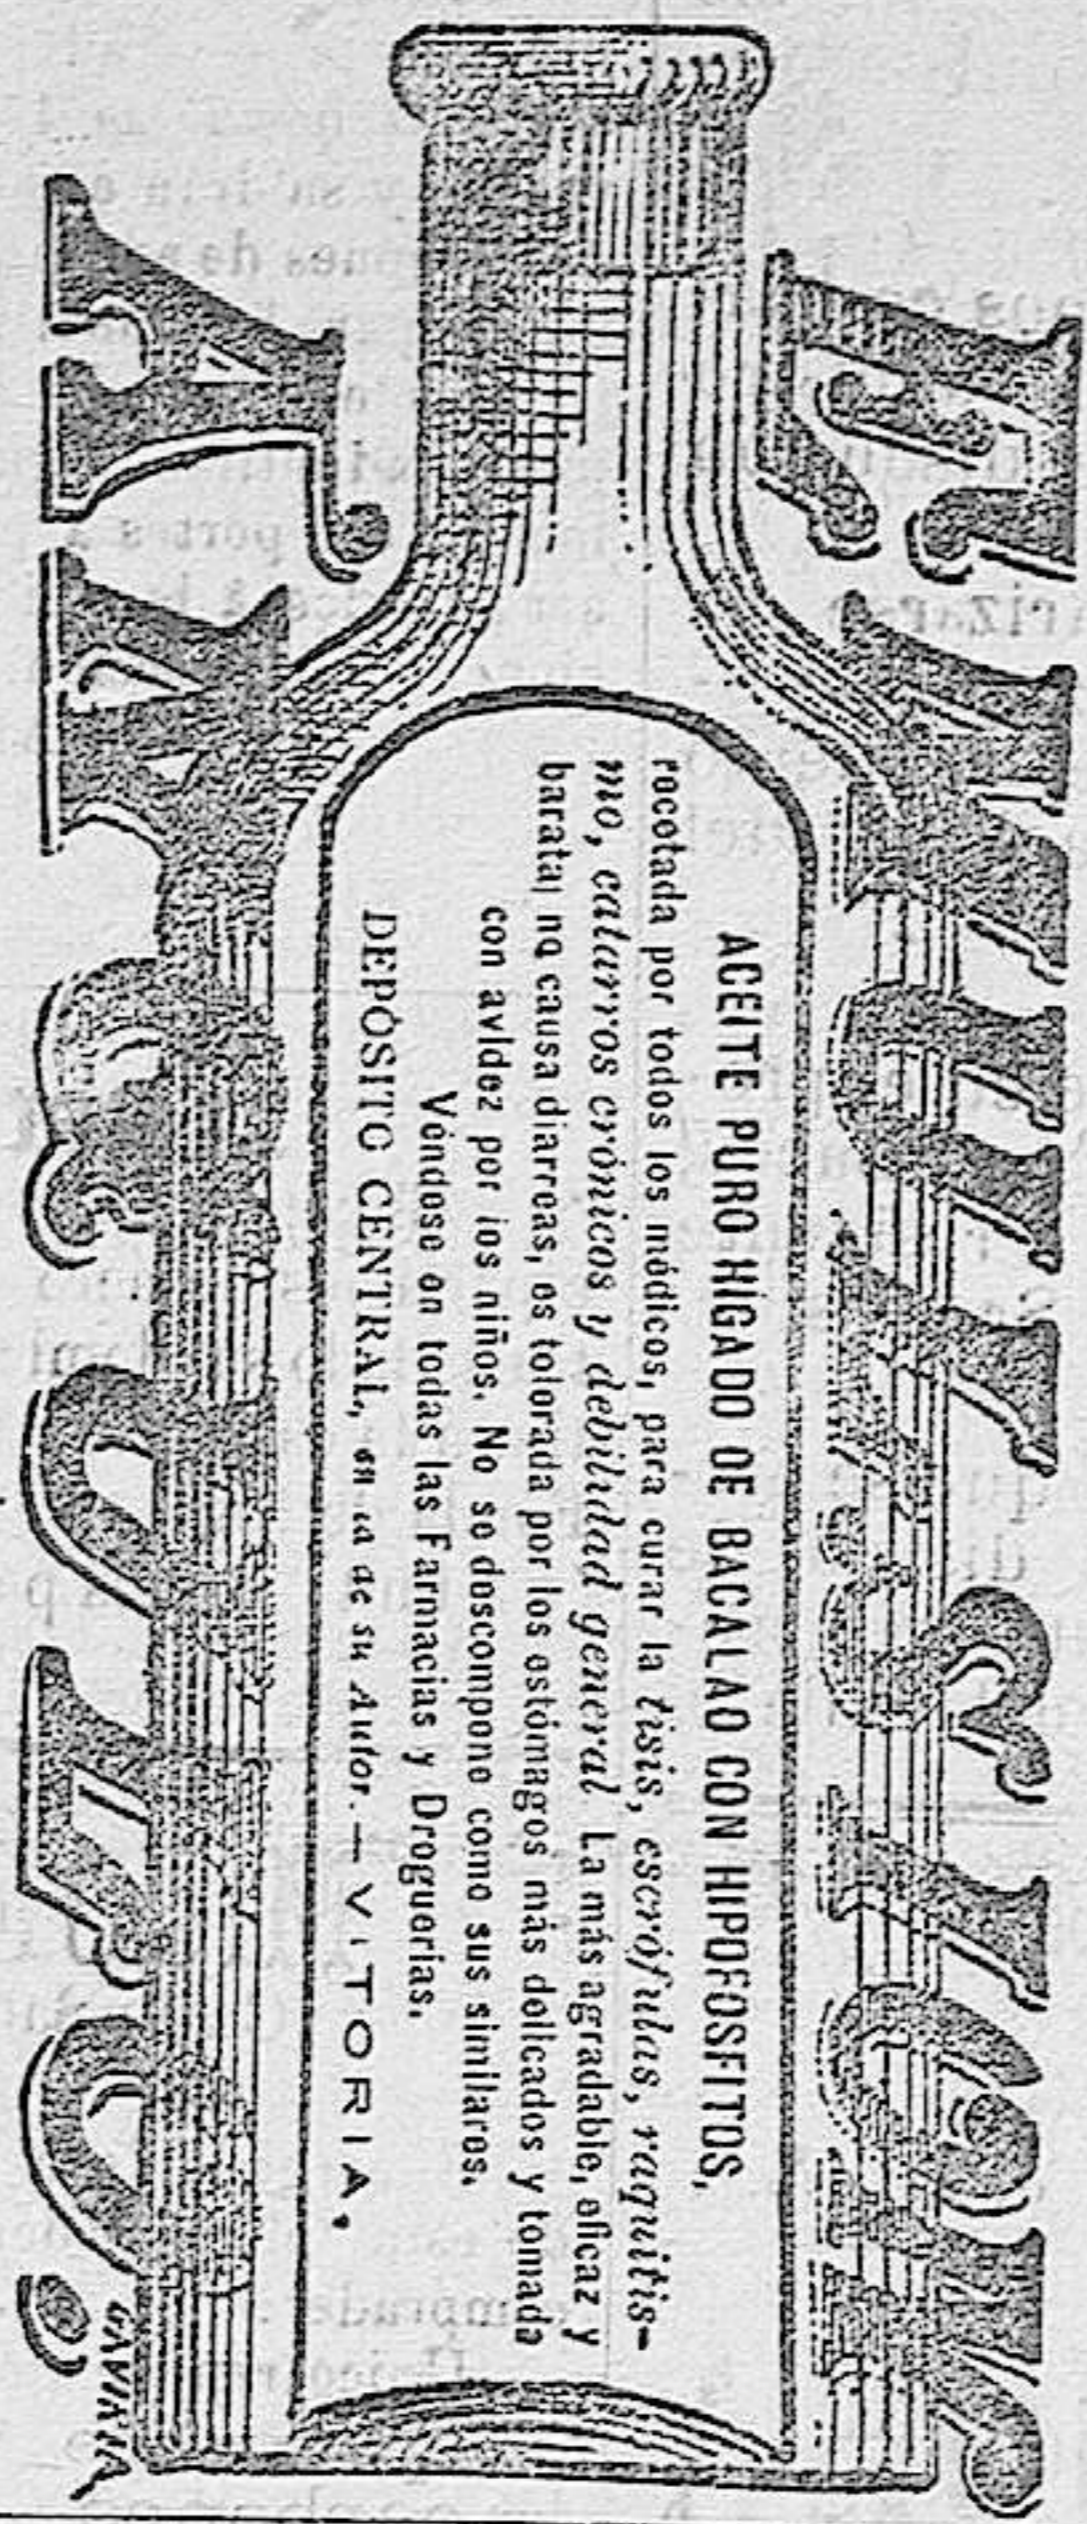 EMULSIÓN
ACEITE PURO HÍGADO DE BACALAO CON HIPOFOSFITOS,
recetada por todos los médicos, para curar la tisis, escrófulas, raquitis-
mo, catarros crónicos y debilidad general La más agradable, eficaz y
barata; no causa diarreas, es tolerada por los estómagos más delicados y tomada
con avidez por los niños. No se descompone como sus similares.
Véndese en todas las Farmacias y Droguerías.
DEPÓSITO CENTRAL, en la de su Autor.—VITORIA.